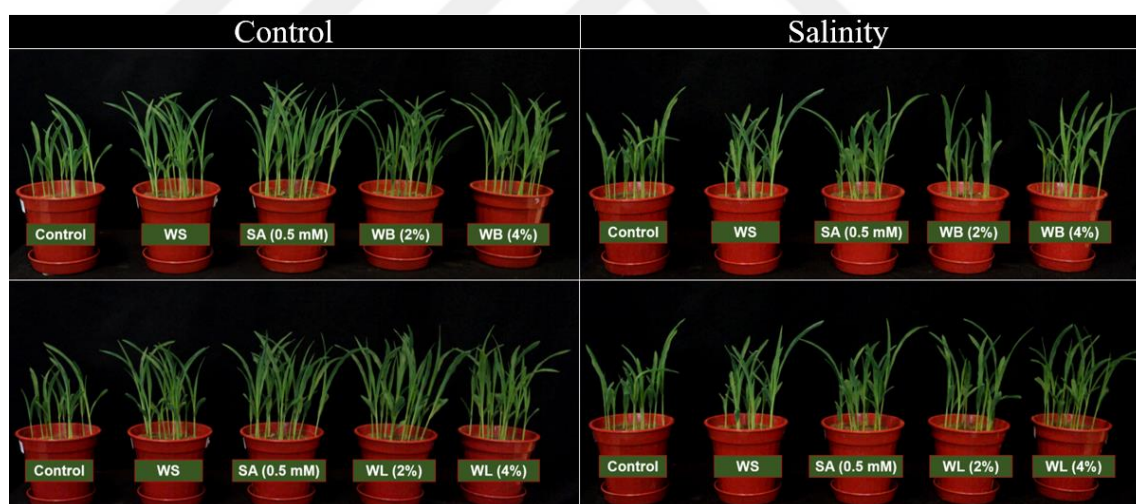 Control
Salinity
Control
WS
SA (0.5 mM)
WB (2%)
WB (4%)
Control
WS
SA (0.5 mM)
WB (2%)
WB (4%)
Control
WS
SA (0.5 mM)
WL (2%)
WL (4%)
Control
WS
SA (0.5 mM)
WL (2%)
WL (4%)